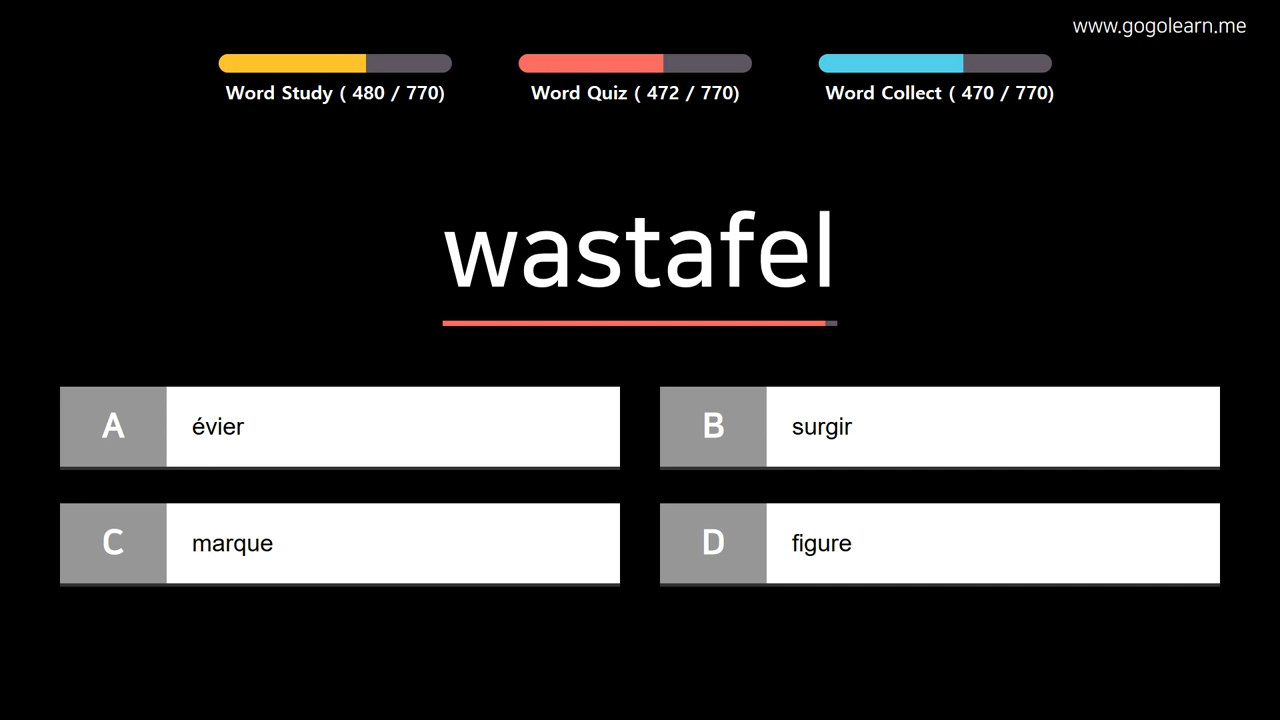 www.gogolearn.me
Word Study ( 480 / 770)
Word Quiz ( 472 / 770)
Word Collect ( 470 / 770)
wastafel
A évier
B surgir
C marque
D figure